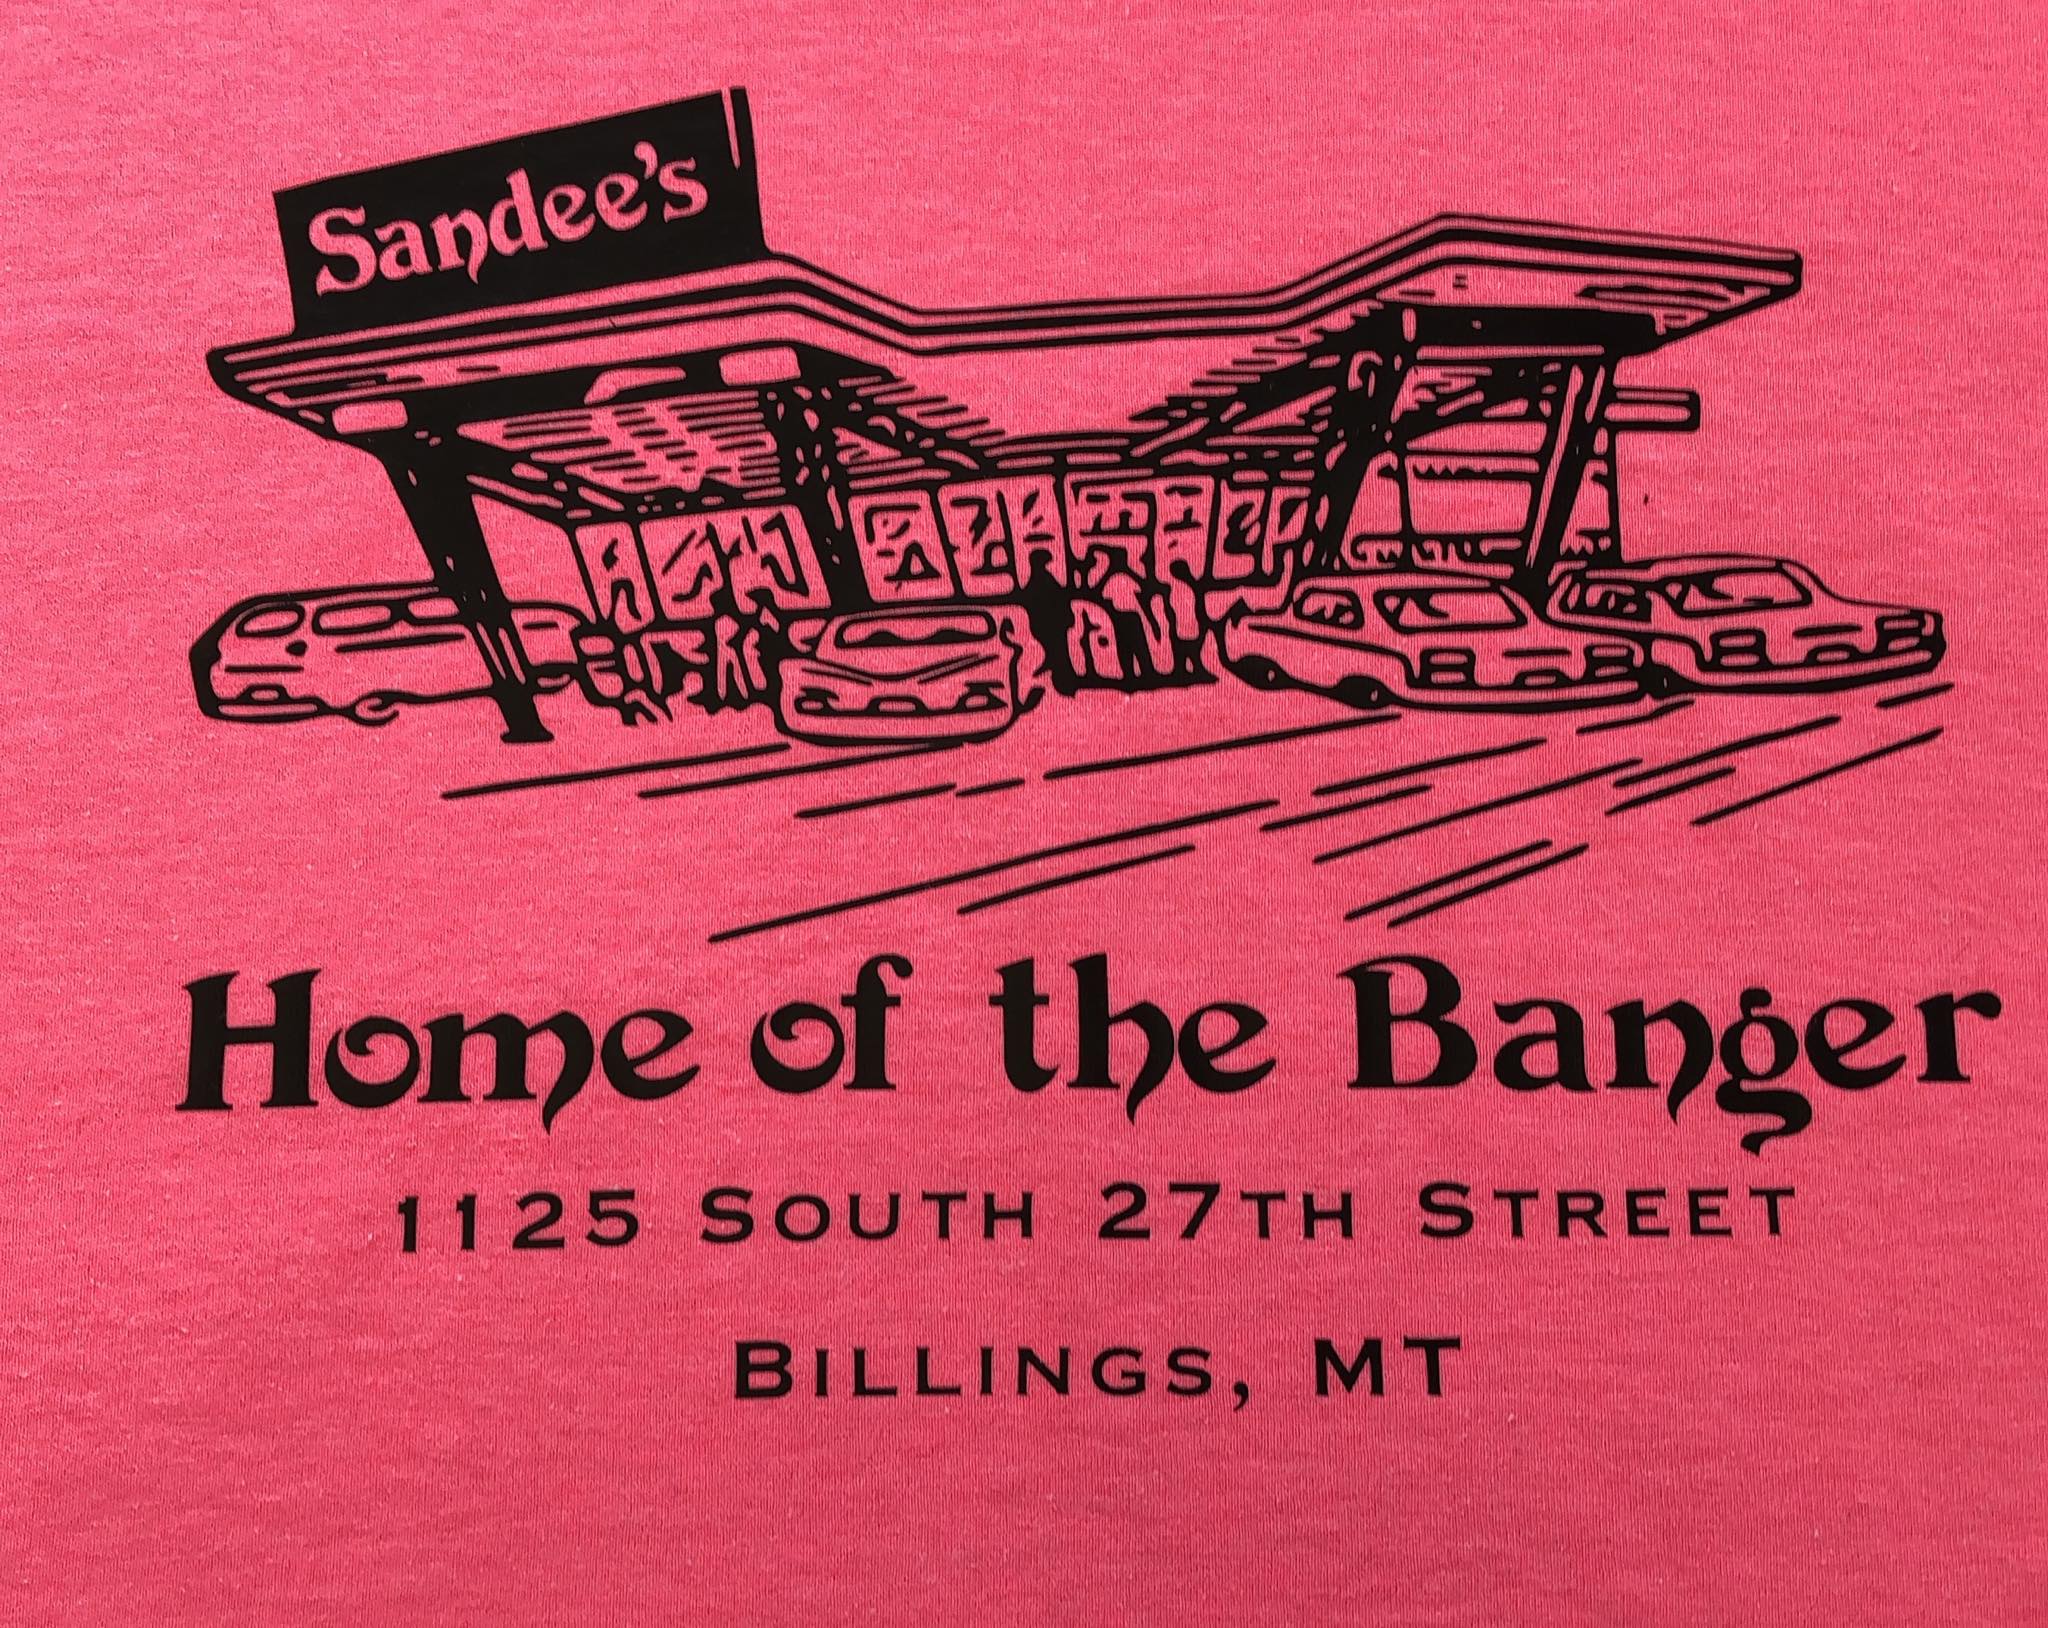 Sandee's
Home of the Banger
1125 South 27th Street
Billings, MT